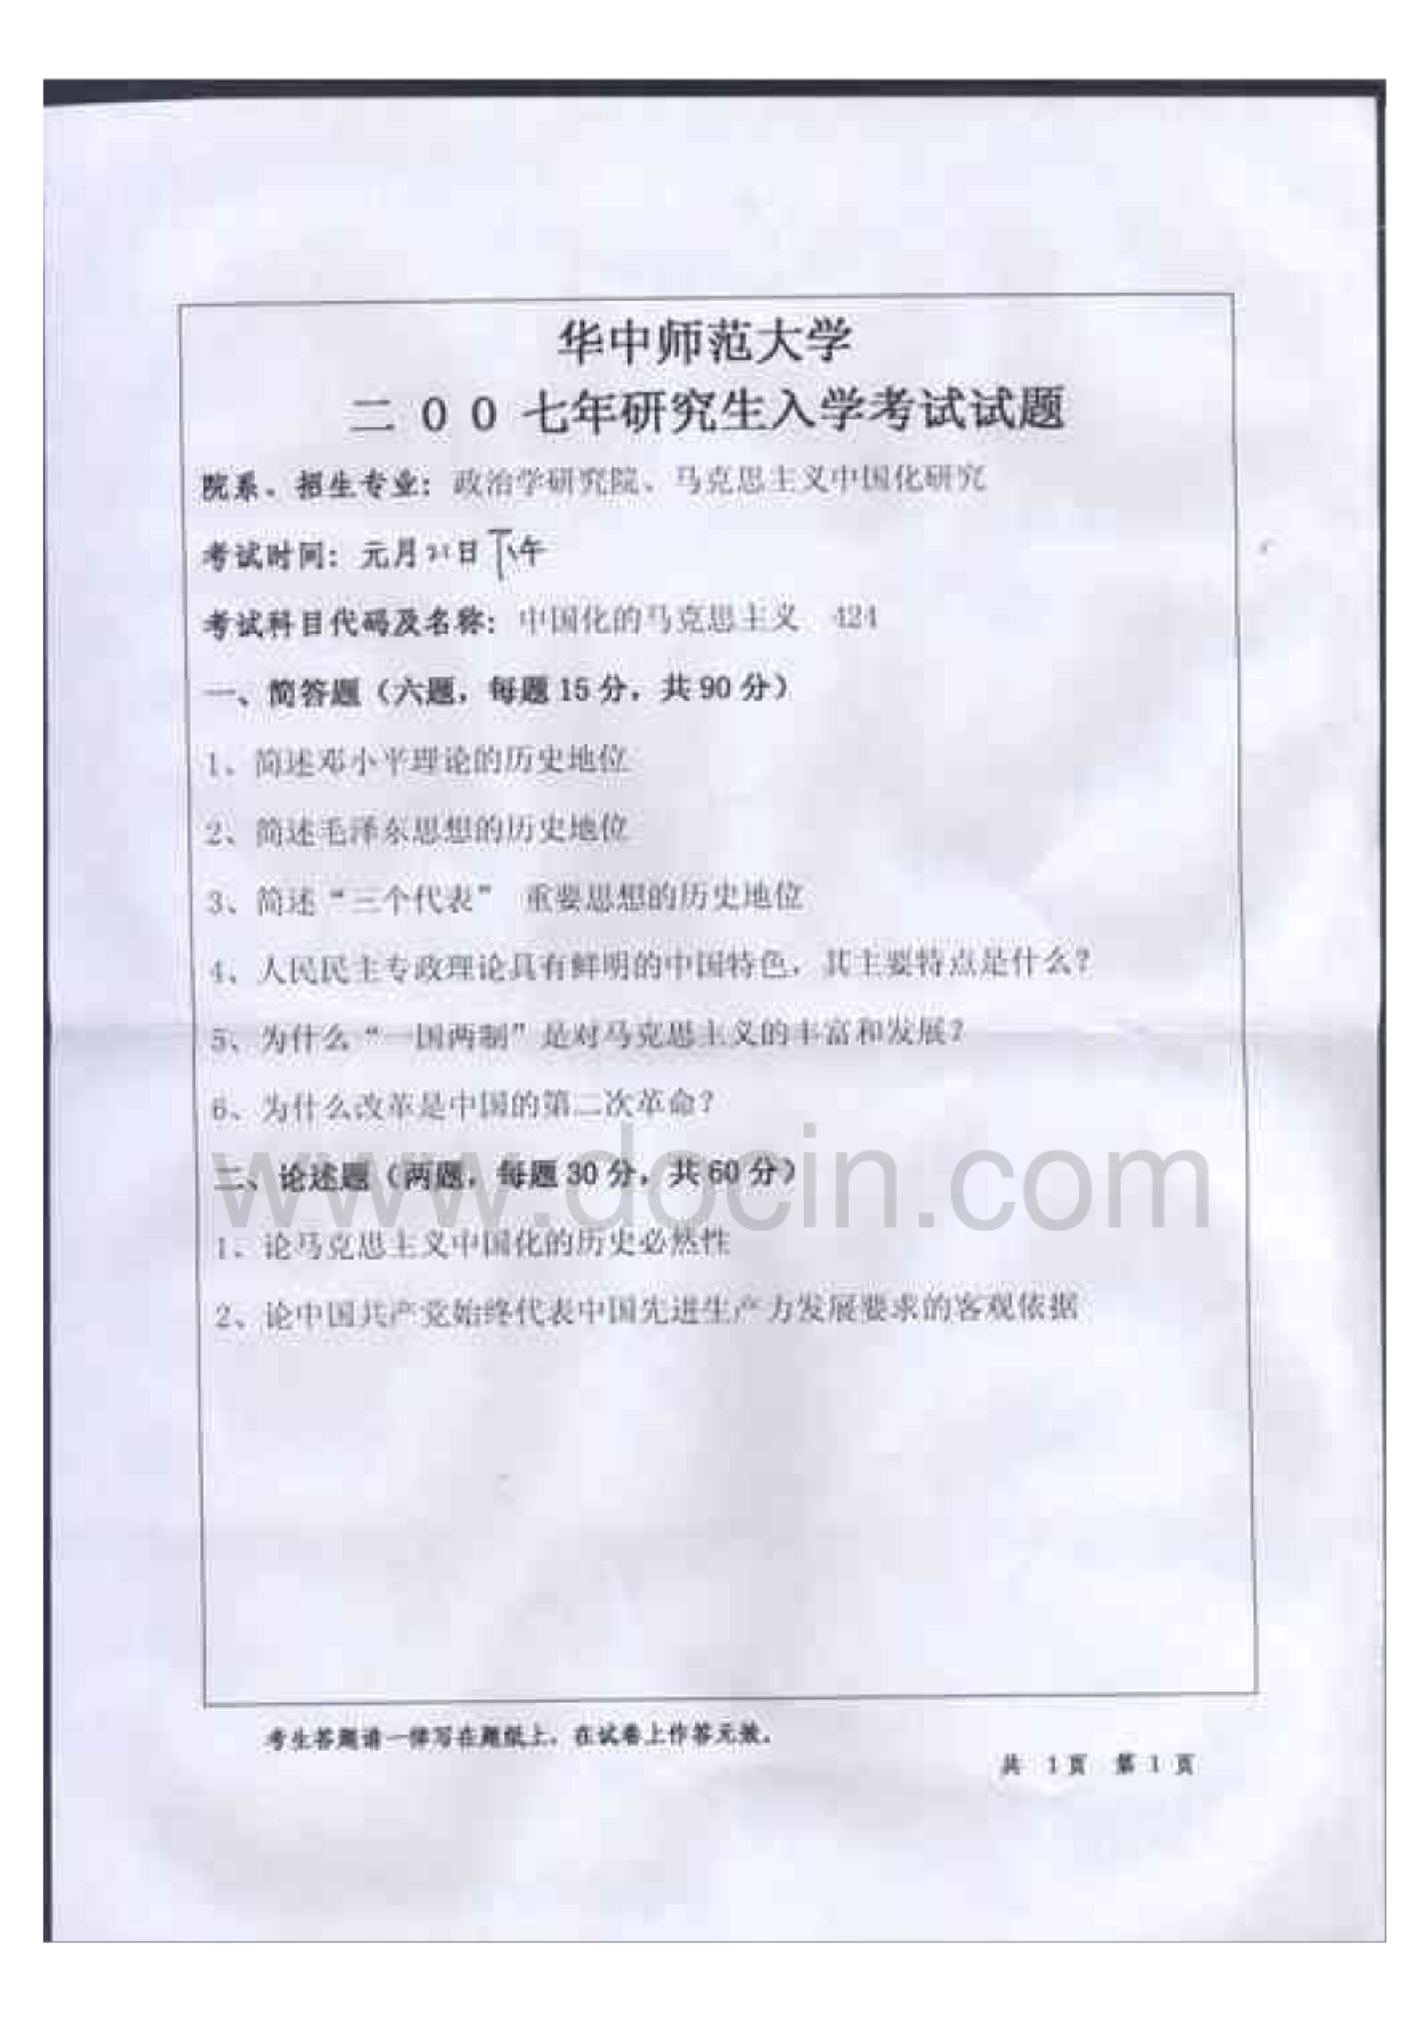 华中师范大学
二00七年研究生入学考试试题
院系、招生专业：政治学研究院、马克思主义中国化研究
考试时间：元月21日下午
考试科目代码及名称：中国化的马克思主义 424
一、简答题（六题，每题15分，共90分）
1、简述邓小平理论的历史地位
2、简述毛泽东思想的历史地位
3、简述“三个代表” 重要思想的历史地位
4、人民民主专政理论具有鲜明的中国特色，其主要特点是什么？
5、为什么“一国两制”是对马克思主义的丰富和发展？
6、为什么改革是中国的第二次革命？
二、论述题（两题，每题30分，共60分）
www.docin.com
1、论马克思主义中国化的历史必然性
2、论中国共产党始终代表中国先进生产力发展要求的客观依据
考生答题请一律写在题纸上，在试卷上作答无效。
共 1页 第 1 页